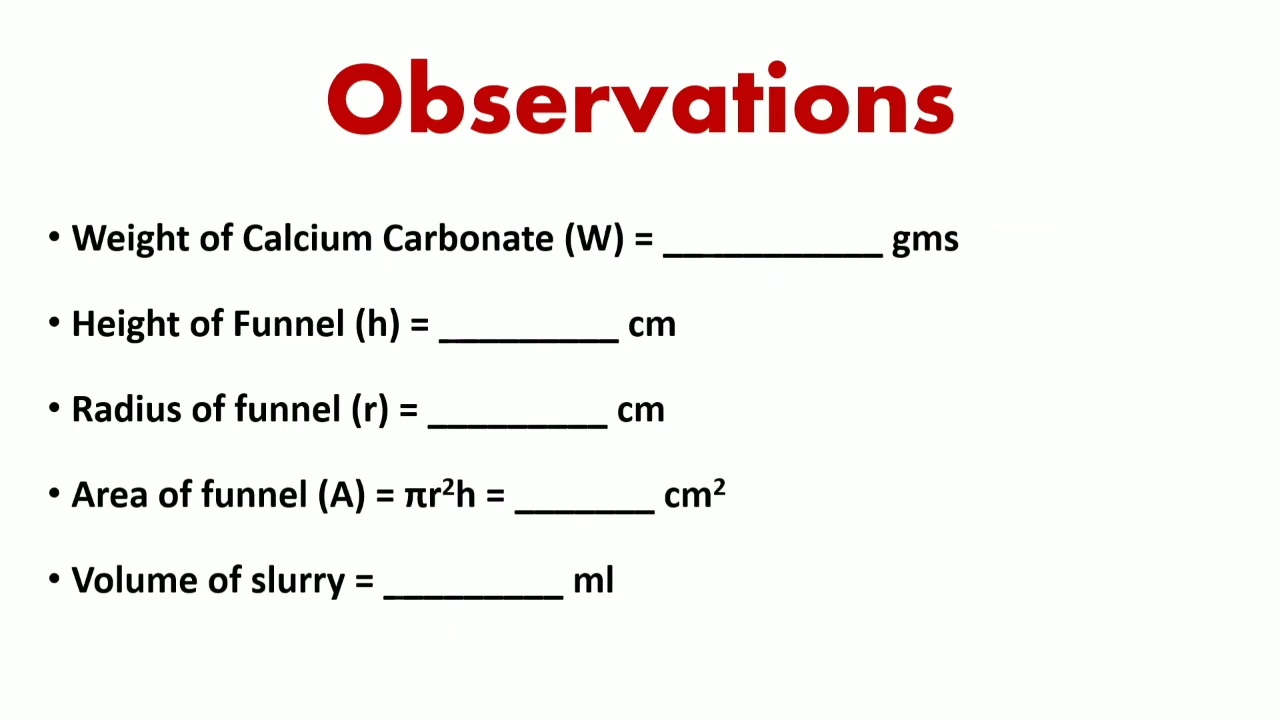 Observations
• Weight of Calcium Carbonate (W) = ___________ gms
• Height of Funnel (h) = _________ cm
• Radius of funnel (r) = _________ cm
• Area of funnel (A) = πr²h = _______ cm²
• Volume of slurry = _________ ml